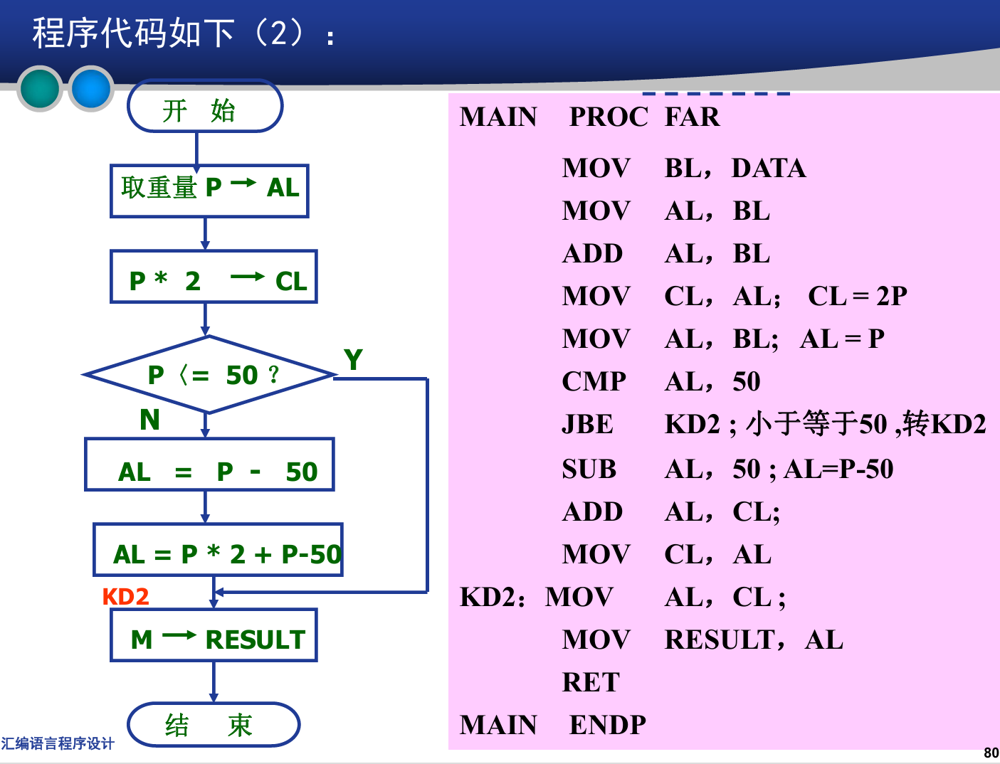 程序代码如下（2）：
开 始
取重量 P → AL
P * 2 → CL
P〈= 50 ？
Y
N
AL = P - 50
AL = P * 2 + P-50
KD2
M → RESULT
结 束
MAIN PROC FAR
MOV BL，DATA
MOV AL，BL
ADD AL，BL
MOV CL，AL； CL = 2P
MOV AL，BL; AL = P
CMP AL，50
JBE KD2 ; 小于等于50 ,转KD2
SUB AL，50 ; AL=P-50
ADD AL，CL;
MOV CL，AL
KD2：MOV AL，CL ;
MOV RESULT，AL
RET
MAIN ENDP
汇编语言程序设计
80